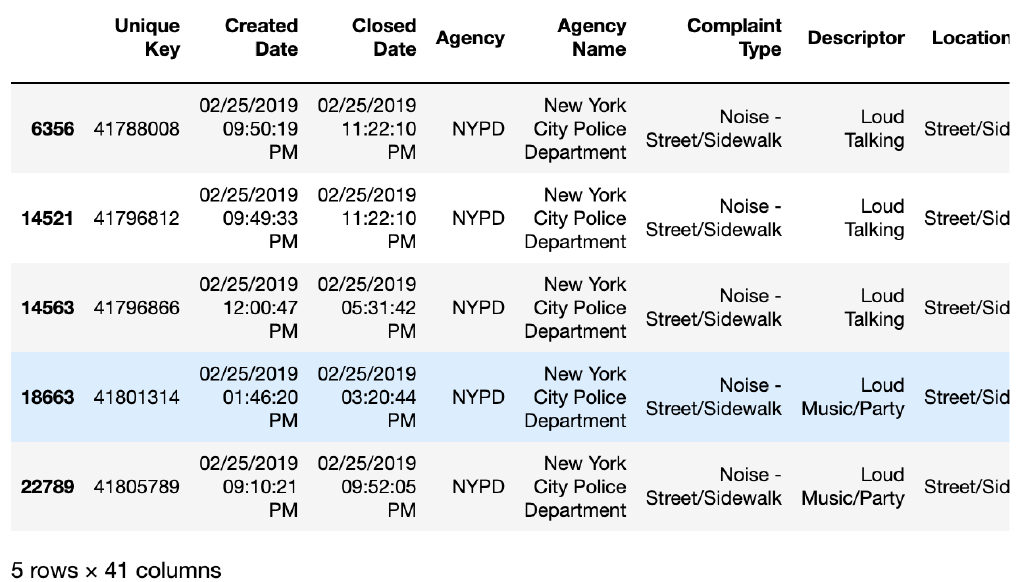 Unique Key Created Date Closed Date Agency Agency Name Complaint Type Descriptor Location
6356 41788008 02/25/2019 09:50:19 PM 02/25/2019 11:22:10 PM NYPD New York City Police Department Noise - Street/Sidewalk Loud Talking Street/Sid
14521 41796812 02/25/2019 09:49:33 PM 02/25/2019 11:22:10 PM NYPD New York City Police Department Noise - Street/Sidewalk Loud Talking Street/Sid
14563 41796866 02/25/2019 12:00:47 PM 02/25/2019 05:31:42 PM NYPD New York City Police Department Noise - Street/Sidewalk Loud Talking Street/Sid
18663 41801314 02/25/2019 01:46:20 PM 02/25/2019 03:20:44 PM NYPD New York City Police Department Noise - Street/Sidewalk Loud Music/Party Street/Sid
22789 41805789 02/25/2019 09:10:21 PM 02/25/2019 09:52:05 PM NYPD New York City Police Department Noise - Street/Sidewalk Loud Music/Party Street/Sid
5 rows × 41 columns